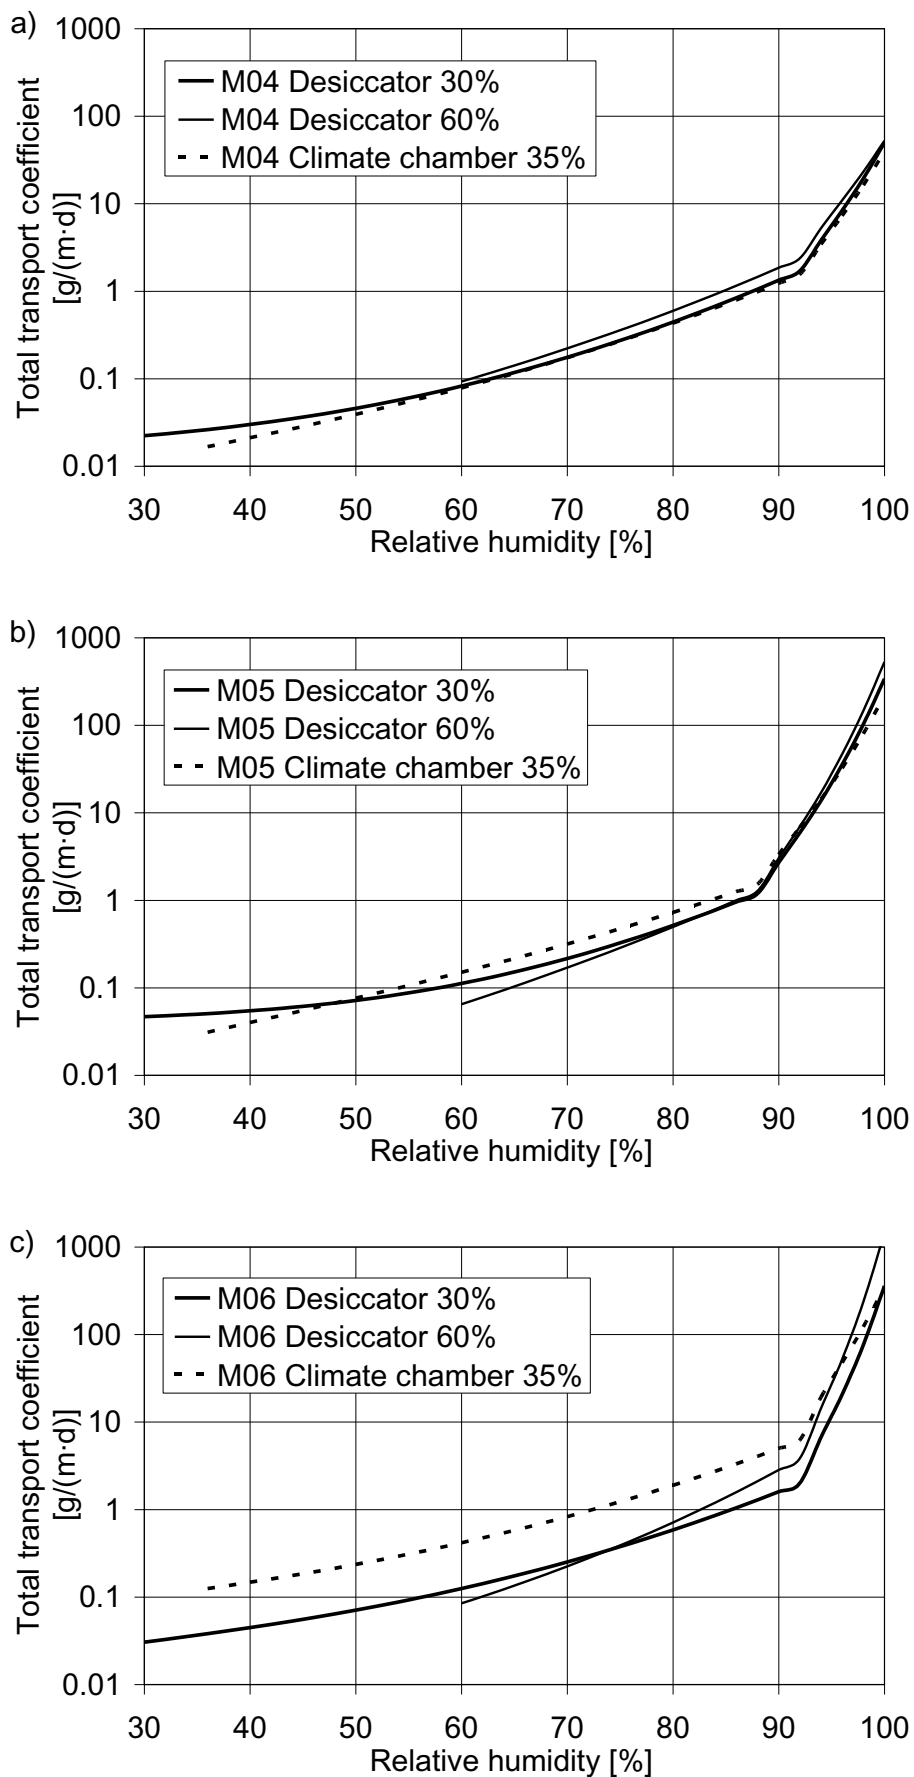 a)
Total transport coefficient
[g/(m·d)]
1000
100
10
1
0.1
0.01
M04 Desiccator 30%
M04 Desiccator 60%
M04 Climate chamber 35%
30 40 50 60 70 80 90 100
Relative humidity [%]
b)
Total transport coefficient
[g/(m·d)]
1000
100
10
1
0.1
0.01
M05 Desiccator 30%
M05 Desiccator 60%
M05 Climate chamber 35%
30 40 50 60 70 80 90 100
Relative humidity [%]
c)
Total transport coefficient
[g/(m·d)]
1000
100
10
1
0.1
0.01
M06 Desiccator 30%
M06 Desiccator 60%
M06 Climate chamber 35%
30 40 50 60 70 80 90 100
Relative humidity [%]